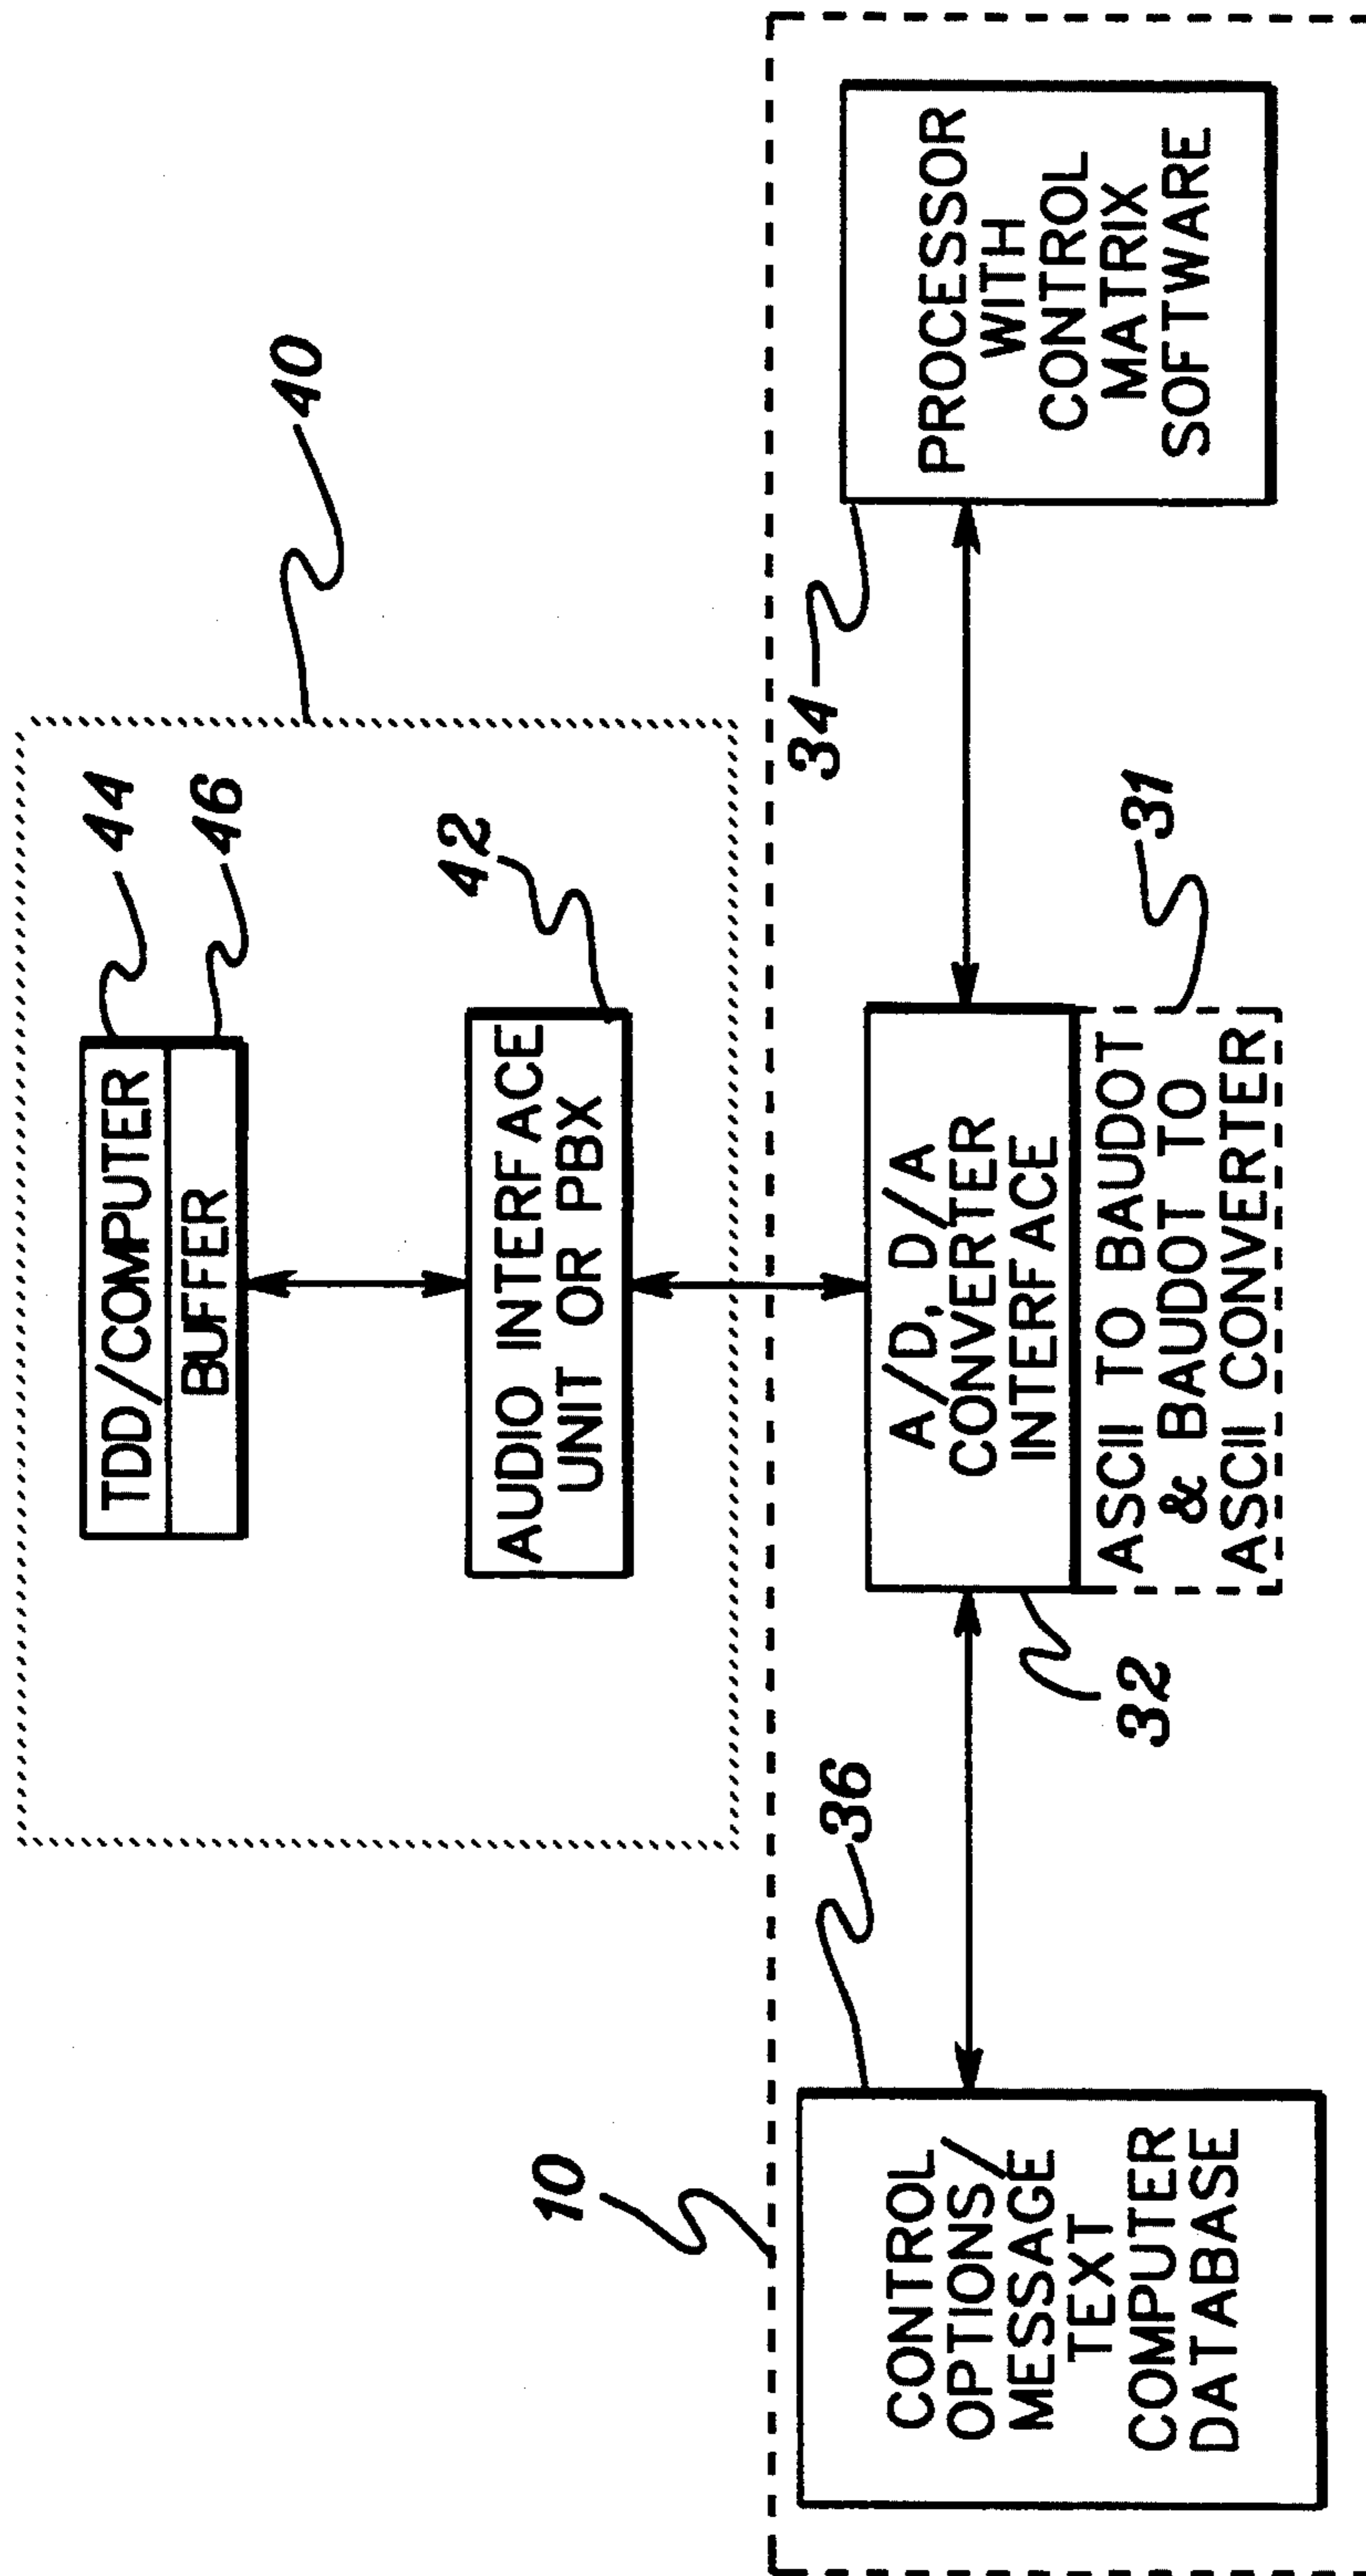 40
44
46
TDD/COMPUTER
BUFFER
42
AUDIO INTERFACE
UNIT OR PBX
10
36
CONTROL
OPTIONS/
MESSAGE
TEXT
COMPUTER
DATABASE
32
A/D, D/A
CONVERTER
INTERFACE
31
ASCII TO BAUDOT
& BAUDOT TO
ASCII CONVERTER
34
PROCESSOR
WITH
CONTROL
MATRIX
SOFTWARE